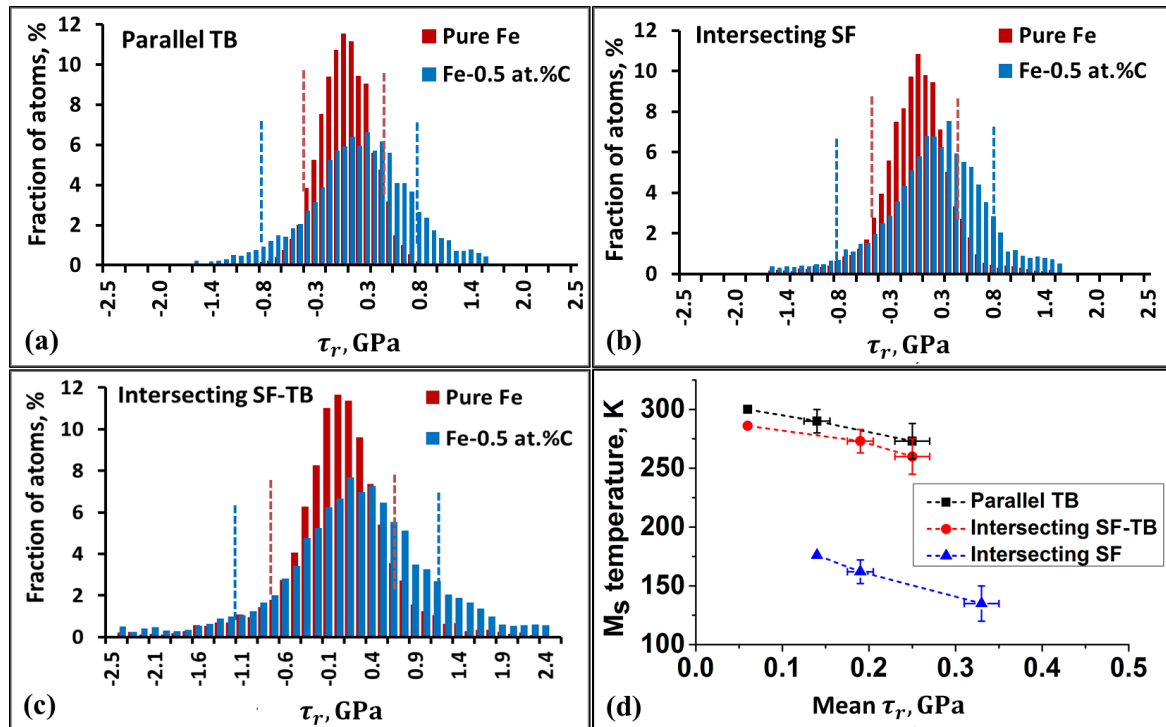 Parallel TB
Pure Fe
Fe-0.5 at.%C
Fraction of atoms, %
12
10
8
6
4
2
0
-2.5
-2.0
-1.4
-0.8
-0.3
0.3
0.8
1.4
2.0
2.5
τr, GPa
(a)
Intersecting SF
Pure Fe
Fe-0.5 at.%C
Fraction of atoms, %
12
10
8
6
4
2
0
-2.5
-2.0
-1.4
-0.8
-0.3
0.3
0.8
1.4
2.0
2.5
τr, GPa
(b)
Intersecting SF-TB
Pure Fe
Fe-0.5 at.%C
Fraction of atoms, %
12
10
8
6
4
2
0
-2.5
-2.1
-1.6
-1.1
-0.6
-0.1
0.4
0.9
1.4
1.9
2.4
τr, GPa
(c)
Ms temperature, K
300
250
200
150
100
Parallel TB
Intersecting SF-TB
Intersecting SF
0.0
0.1
0.2
0.3
0.4
0.5
Mean τr, GPa
(d)